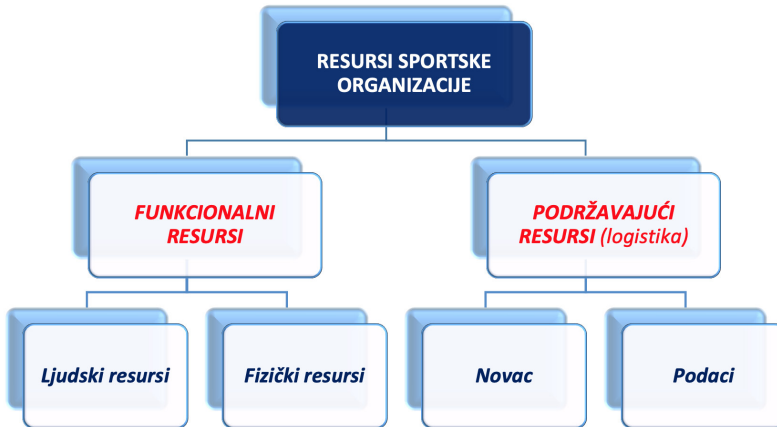 RESURSI SPORTSKE
ORGANIZACIJE
FUNKCIONALNI
RESURSI
PODRŽAVAJUĆI
RESURSI (logistika)
Ljudski resursi
Fizički resursi
Novac
Podaci